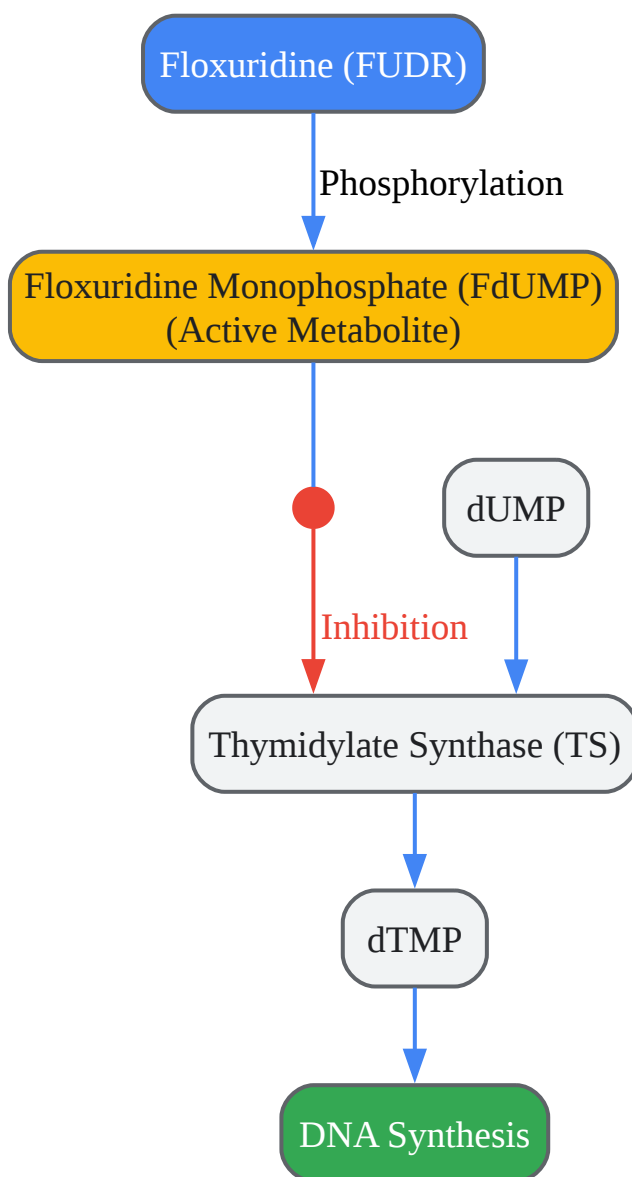 Floxuridine (FUDR)
Phosphorylation
Floxuridine Monophosphate (FdUMP)
(Active Metabolite)
dUMP
Inhibition
Thymidylate Synthase (TS)
dTMP
DNA Synthesis